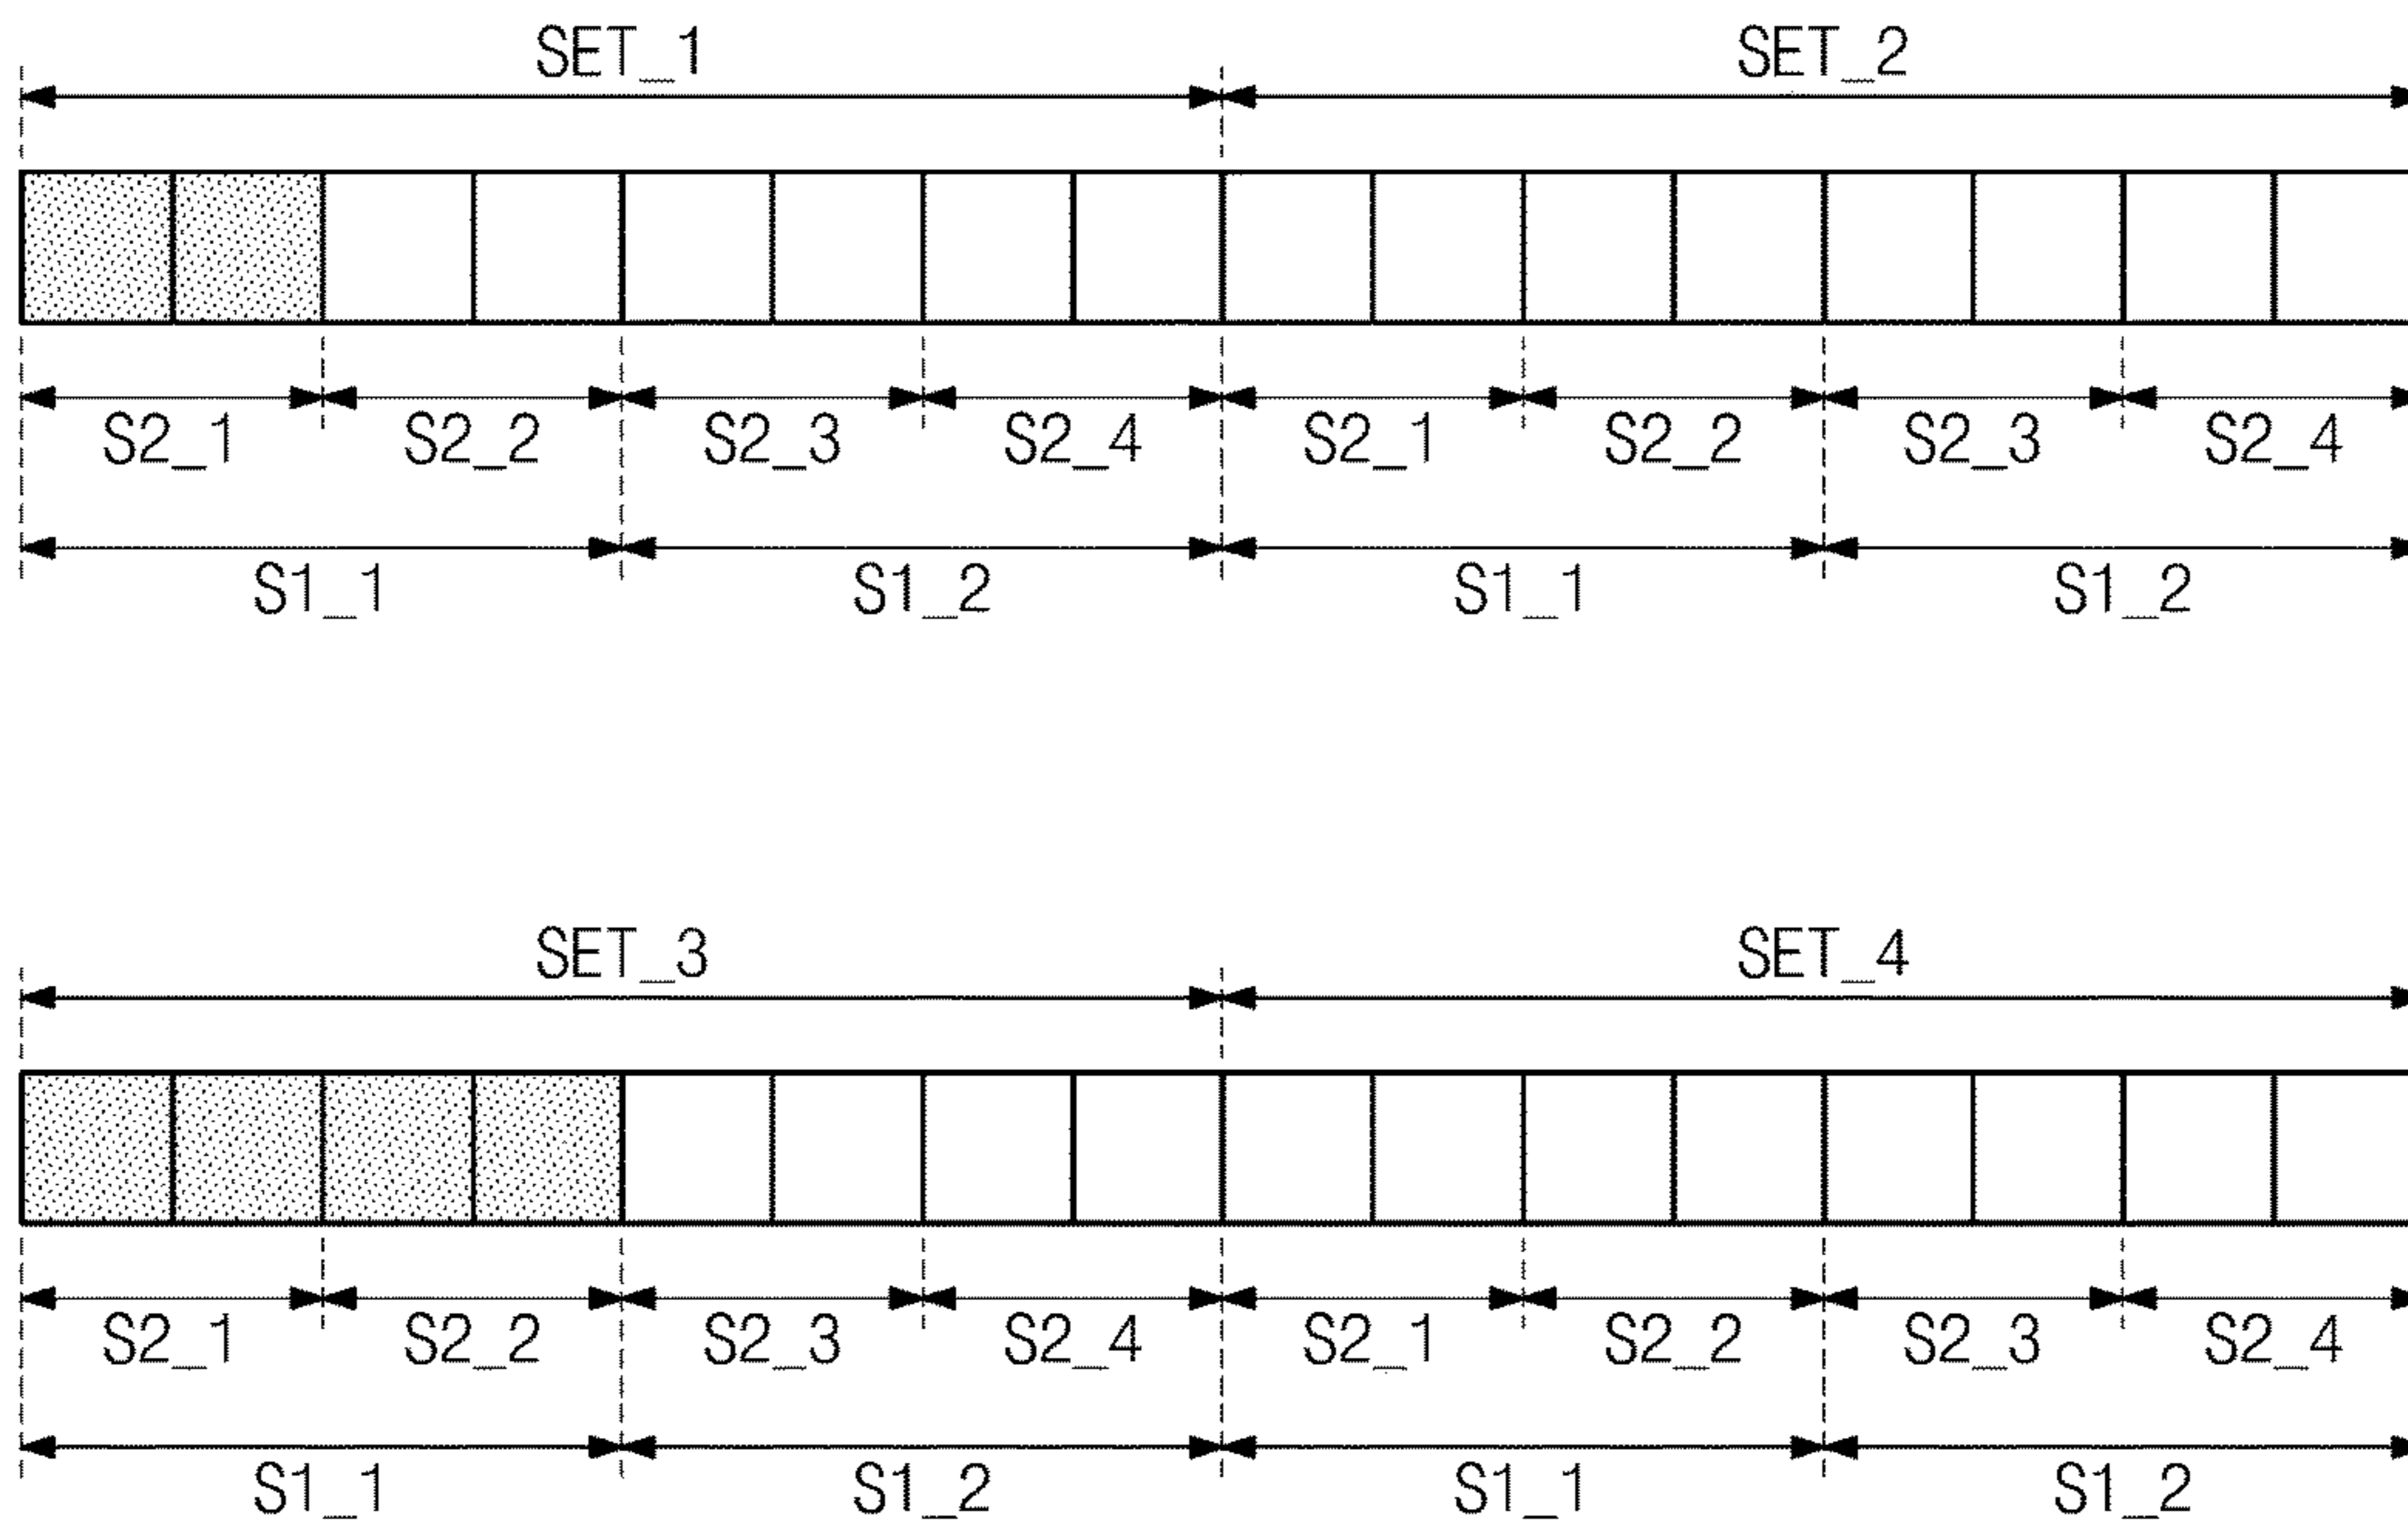 SET_1 SET_2
S2_1 S2_2 S2_3 S2_4 S2_1 S2_2 S2_3 S2_4
S1_1 S1_2 S1_1 S1_2
SET_3 SET_4
S2_1 S2_2 S2_3 S2_4 S2_1 S2_2 S2_3 S2_4
S1_1 S1_2 S1_1 S1_2